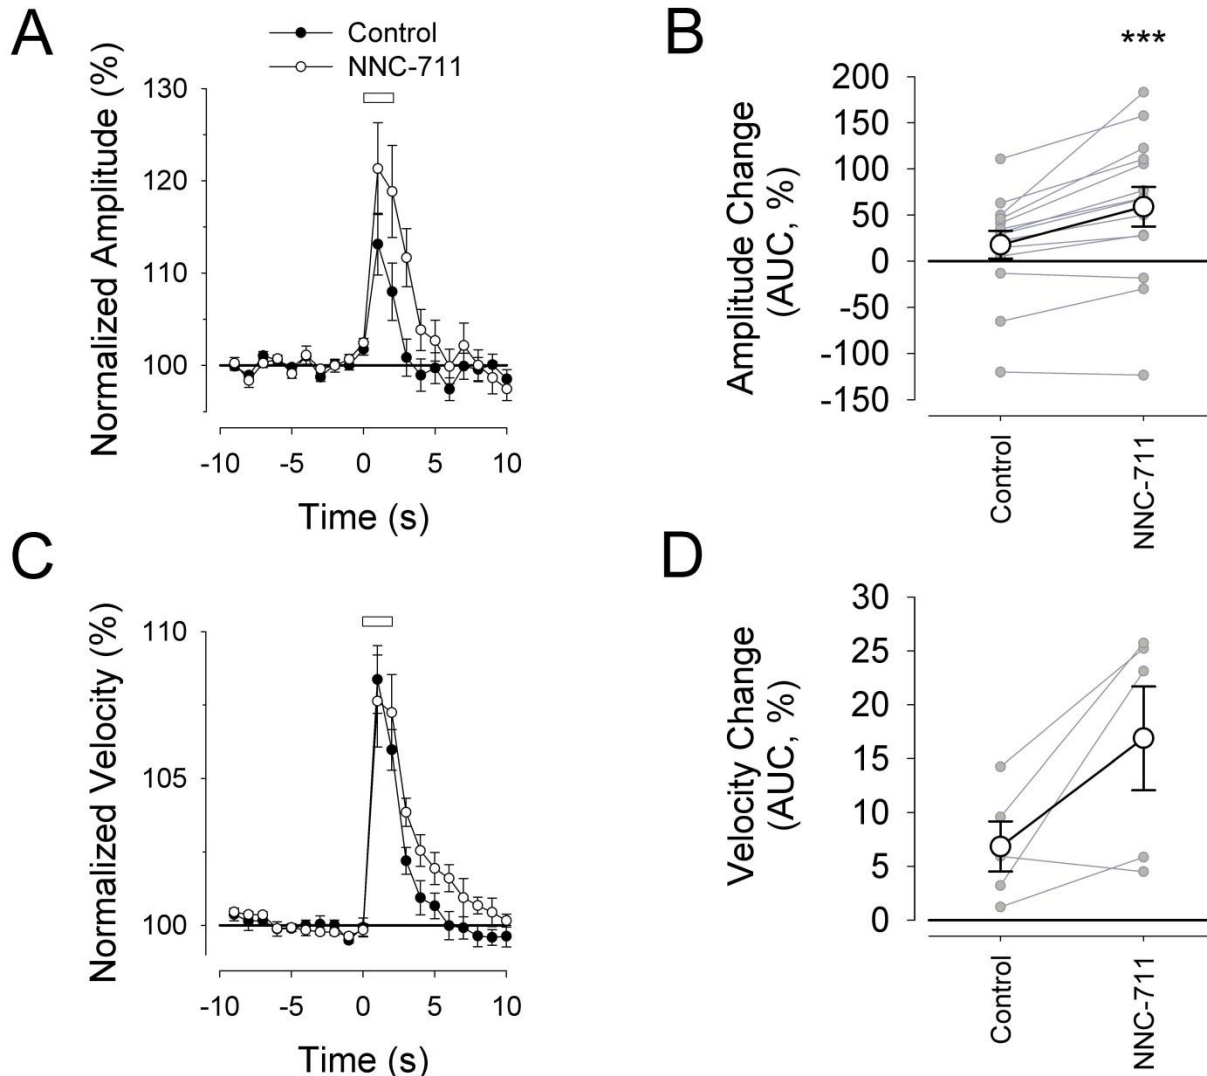 A
Control
NNC-711
Normalized Amplitude (%)
130
120
110
100
-10 -5 0 5 10
Time (s)
B
***
Amplitude Change
(AUC, %)
200
150
100
50
0
-50
-100
-150
Control
NNC-711
C
Normalized Velocity (%)
110
105
100
-10 -5 0 5 10
Time (s)
D
Velocity Change
(AUC, %)
30
25
20
15
10
5
0
Control
NNC-711